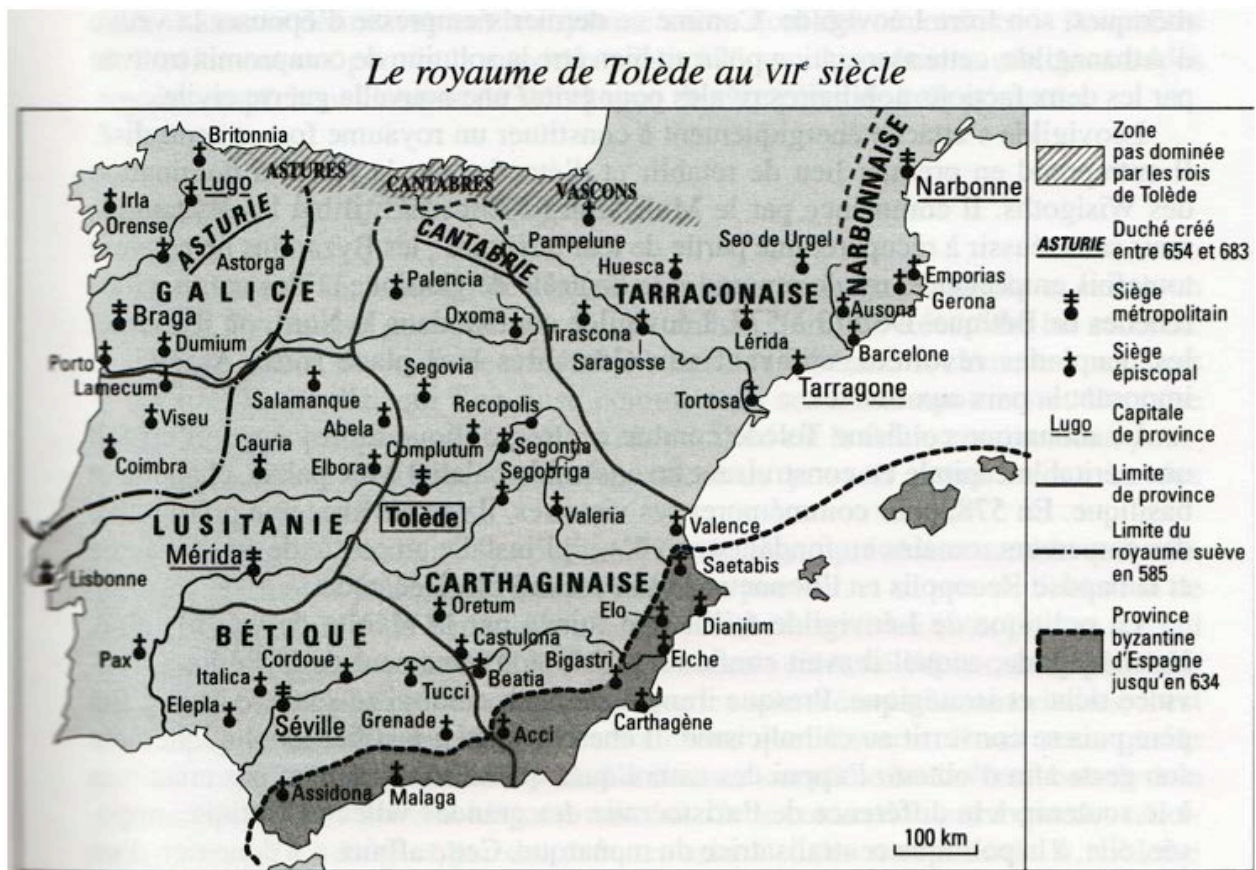 Le royaume de Tolède au VIIe siècle
Britonnia
ASTURES
CANTABRES
VASCONS
Irla
Lugo
Orense
ASTURIE
Astorga
CANTABRIE
Pampelune
Seo de Urgel
NARBONNAISE
Narbonne
GALICE
Palencia
Huesca
TARRACONAISE
Emporias
Gerona
Braga
Oxoma
Tirascona
Ausona
Dumium
Saragosse
Lérida
Barcelone
Porto
Lamecum
Segovia
Tarragone
Viseu
Salamanque
Recopolis
Tortosa
Abela
Cauria
Complutum
Segontia
Coimbra
Elbora
Segobriga
LUSITANIE
Tolède
Valeria
Valence
Mérida
Lisbonne
CARTHAGINAISE
Saetabis
Oretum
Elo
Dianium
BÉTIQUE
Castulona
Pax
Cordoue
Bigastri
Elche
Italica
Tucci
Beatia
Elepla
Séville
Grenade
Acci
Carthagène
Assidona
Malaga
100 km
Zone
pas dominée
par les rois
de Tolède
ASTURIE
Duché créé
entre 654 et 683
Siège
métropolitain
Siège
épiscopal
Lugo
Capitale
de province
Limite
de province
Limite du
royaume suève
en 585
Province
byzantine
d'Espagne
jusqu'en 634